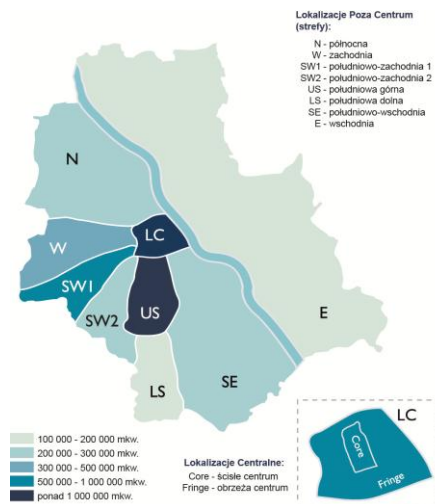 Lokalizacje Poza Centrum
(strefy):
N - północna
W - zachodnia
SW1 - południowo-zachodnia 1
SW2 - południowo-zachodnia 2
US - południowa górna
LS - południowa dolna
SE - południowo-wschodnia
E - wschodnia
N
LC
W
SW1
US
SW2
E
SE
LS
LC
Core
Fringe
100 000 - 200 000 mkw.
200 000 - 300 000 mkw.
300 000 - 500 000 mkw.
500 000 - 1 000 000 mkw.
ponad 1 000 000 mkw.
Lokalizacje Centralne:
Core - ścisłe centrum
Fringe - obrzeża centrum